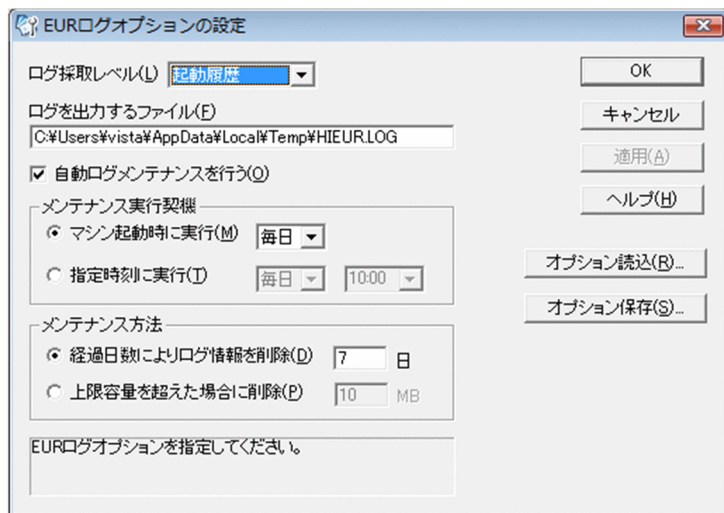 EURログオプションの設定
ログ採取レベル(L) 起動履歴
OK
ログを出力するファイル(F)
C:¥Users¥vista¥AppData¥Local¥Temp¥HIEUR.LOG
キャンセル
適用(A)
自動ログメンテナンスを行う(O)
ヘルプ(H)
メンテナンス実行契機
マシン起動時に実行(M) 毎日
指定時刻に実行(T) 毎日 10:00
オプション読込(R)...
オプション保存(S)...
メンテナンス方法
経過日数によりログ情報を削除(D) 7 日
上限容量を超えた場合に削除(P) 10 MB
EURログオプションを指定してください。